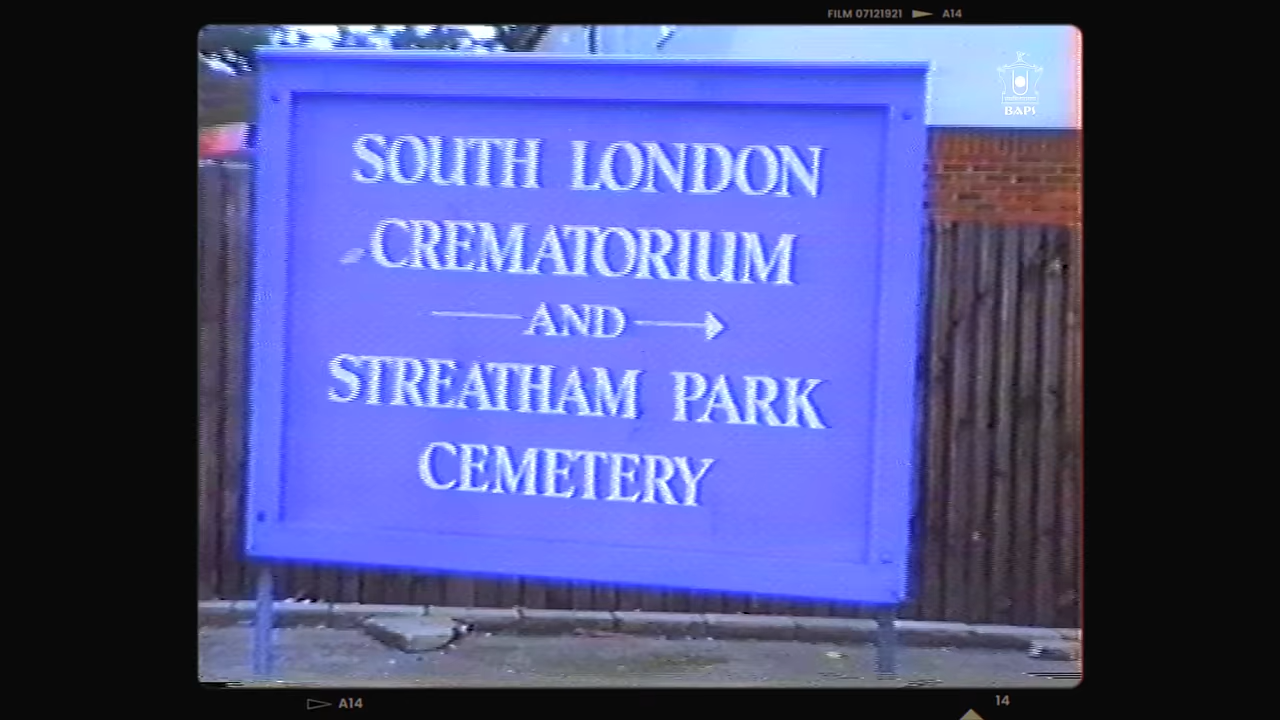 FILM 07121921 A14
BAPS
SOUTH LONDON
CREMATORIUM
AND
STREATHAM PARK
CEMETERY
A14 14